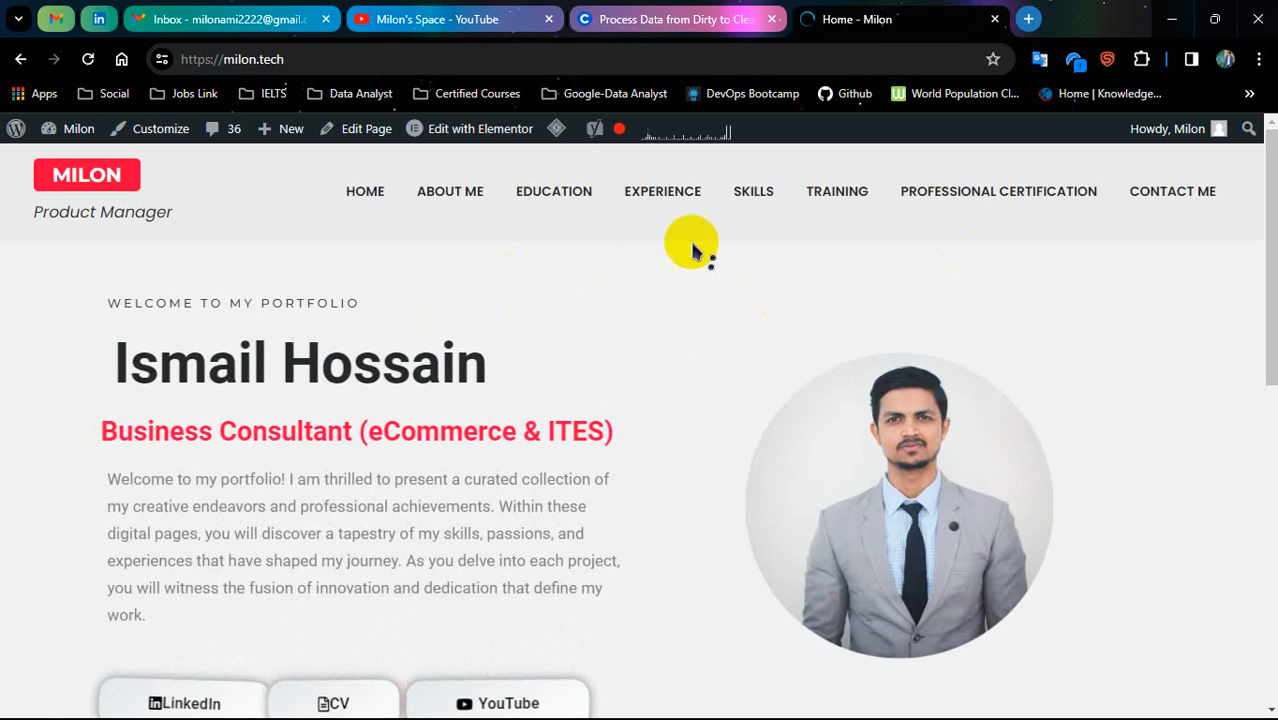 Inbox - milonami2222@gmail.c
Milon's Space - YouTube
Process Data from Dirty to Clea
Home - Milon
https://milon.tech
Apps
Social
Jobs Link
IELTS
Data Analyst
Certified Courses
Google-Data Analyst
DevOps Bootcamp
Github
World Population Cl...
Home | Knowledge...
Milon
Customize
36
New
Edit Page
Edit with Elementor
Howdy, Milon
MILON
Product Manager
HOME
ABOUT ME
EDUCATION
EXPERIENCE
SKILLS
TRAINING
PROFESSIONAL CERTIFICATION
CONTACT ME
WELCOME TO MY PORTFOLIO
Ismail Hossain
Business Consultant (eCommerce & ITES)
Welcome to my portfolio! I am thrilled to present a curated collection of
my creative endeavors and professional achievements. Within these
digital pages, you will discover a tapestry of my skills, passions, and
experiences that have shaped my journey. As you delve into each project,
you will witness the fusion of innovation and dedication that define my
work.
LinkedIn
CV
YouTube